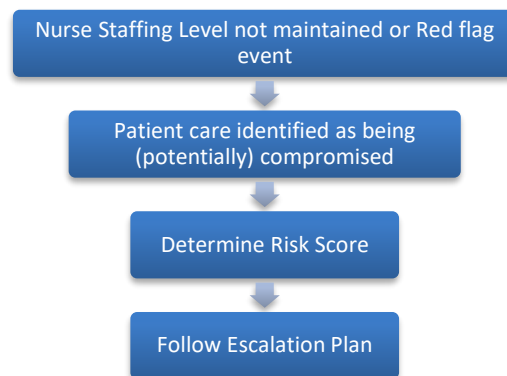 Nurse Staffing Level not maintained or Red flag
event
Patient care identified as being
(potentially) compromised
Determine Risk Score
Follow Escalation Plan